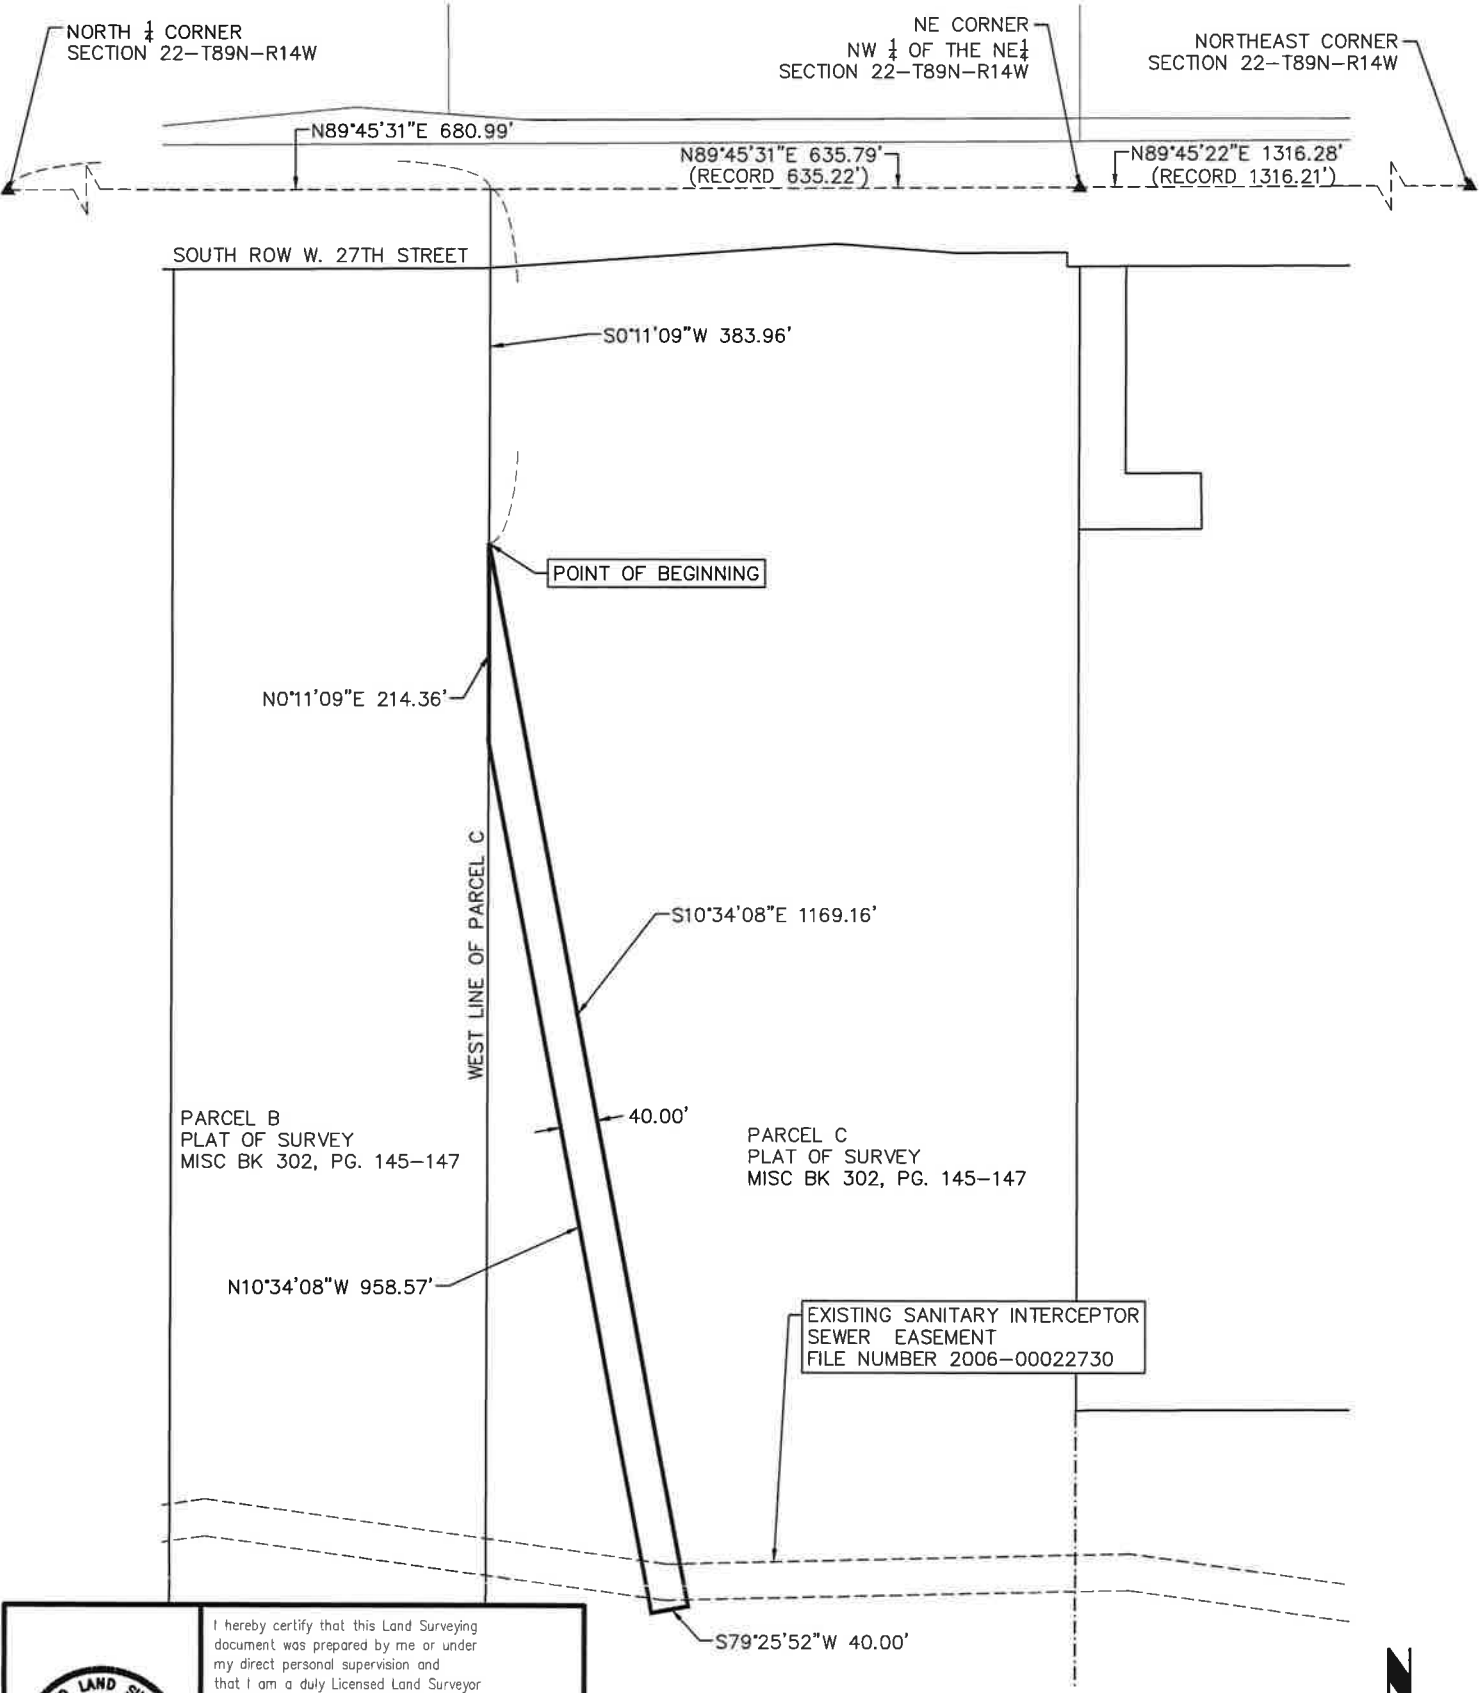 NORTH 1/4 CORNER
SECTION 22-T89N-R14W
NE CORNER
NW 1/4 OF THE NE1/4
SECTION 22-T89N-R14W
NORTHEAST CORNER
SECTION 22-T89N-R14W
N89°45'31"E 680.99'
N89°45'31"E 635.79'
(RECORD 635.22')
N89°45'22"E 1316.28'
(RECORD 1316.21')
SOUTH ROW W. 27TH STREET
S0°11'09"W 383.96'
POINT OF BEGINNING
N0°11'09"E 214.36'
WEST LINE OF PARCEL C
S10°34'08"E 1169.16'
40.00'
PARCEL B
PLAT OF SURVEY
MISC BK 302, PG. 145-147
PARCEL C
PLAT OF SURVEY
MISC BK 302, PG. 145-147
N10°34'08"W 958.57'
EXISTING SANITARY INTERCEPTOR
SEWER EASEMENT
FILE NUMBER 2006-00022730
S79°25'52"W 40.00'
I hereby certify that this Land Surveying
document was prepared by me or under
my direct personal supervision and
that I am a duly Licensed Land Surveyor
LAND
N